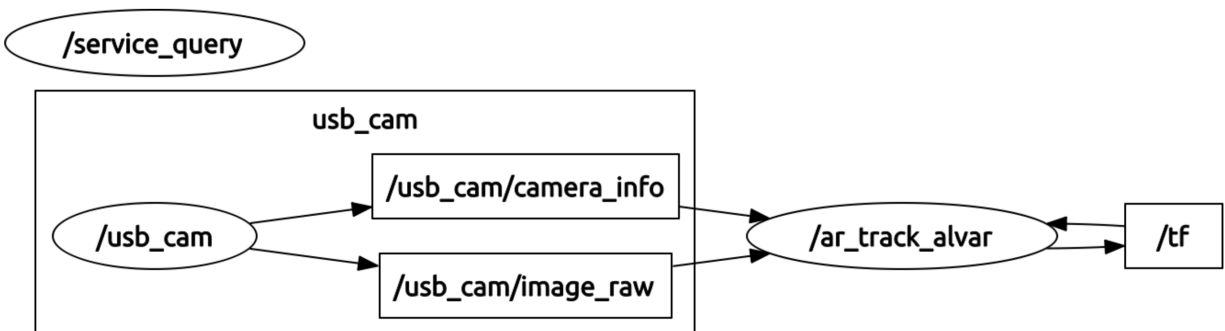 /service_query
usb_cam
/usb_cam/camera_info
/usb_cam
/ar_track_alvar
/tf
/usb_cam/image_raw